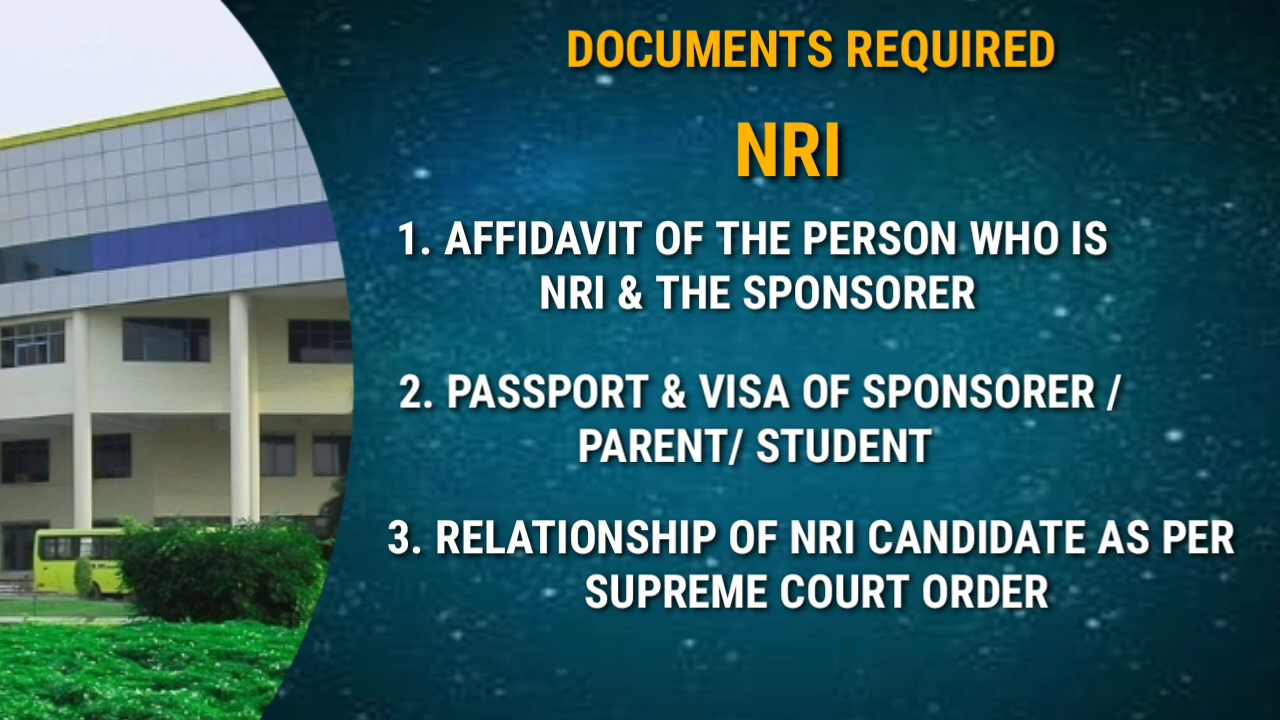 DOCUMENTS REQUIRED
NRI
1. AFFIDAVIT OF THE PERSON WHO IS
NRI & THE SPONSORER
2. PASSPORT & VISA OF SPONSORER /
PARENT/ STUDENT
3. RELATIONSHIP OF NRI CANDIDATE AS PER
SUPREME COURT ORDER